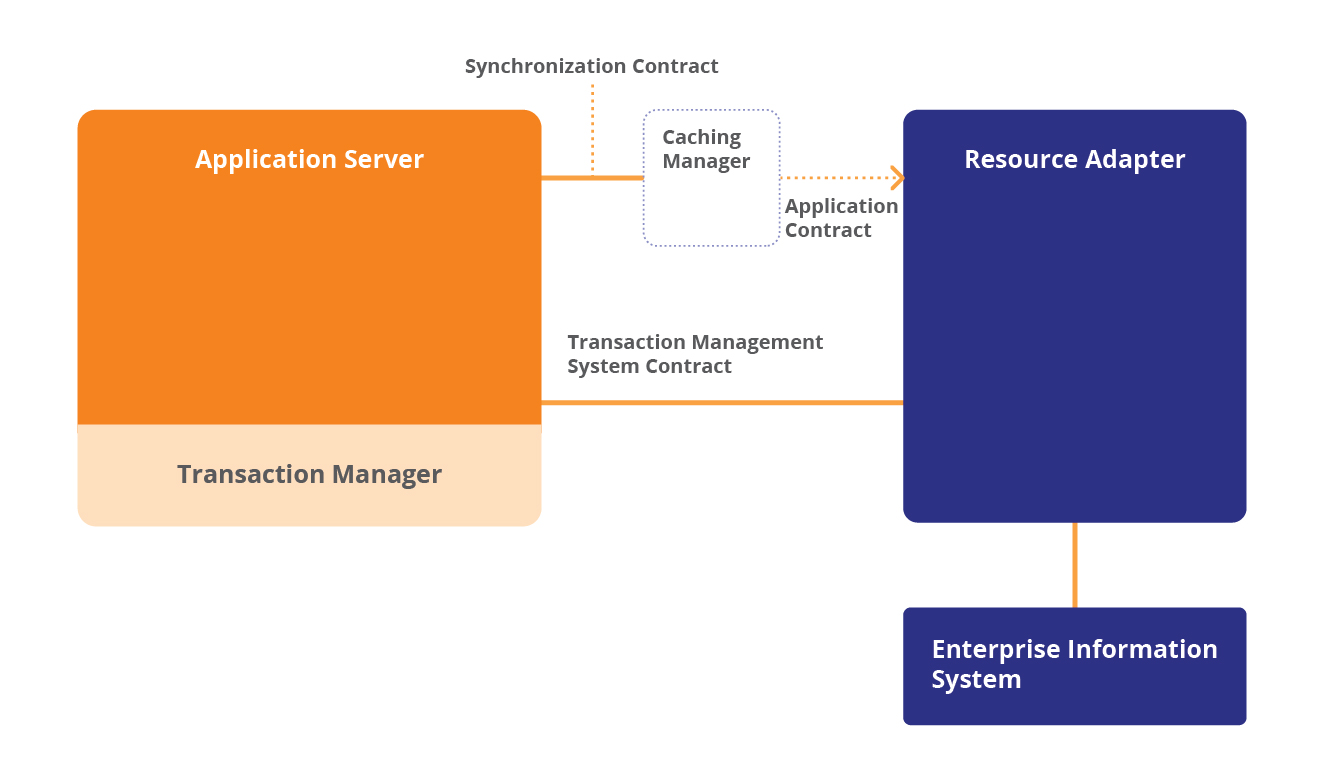 Synchronization Contract
Application Server
Caching
Manager
Resource Adapter
Application
Contract
Transaction Management
System Contract
Transaction Manager
Enterprise Information
System